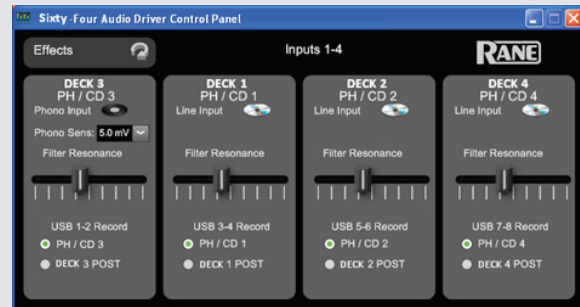 Sixty-Four Audio Driver Control Panel
Effects
Inputs 1-4
RANE
DECK 3
PH / CD 3
Phono Input
Phono Sens: 5.0 mV
Filter Resonance
USB 1-2 Record
PH / CD 3
DECK 3 POST
DECK 1
PH / CD 1
Line Input
Filter Resonance
USB 3-4 Record
PH / CD 1
DECK 1 POST
DECK 2
PH / CD 2
Line Input
Filter Resonance
USB 5-6 Record
PH / CD 2
DECK 2 POST
DECK 4
PH / CD 4
Line Input
Filter Resonance
USB 7-8 Record
PH / CD 4
DECK 4 POST